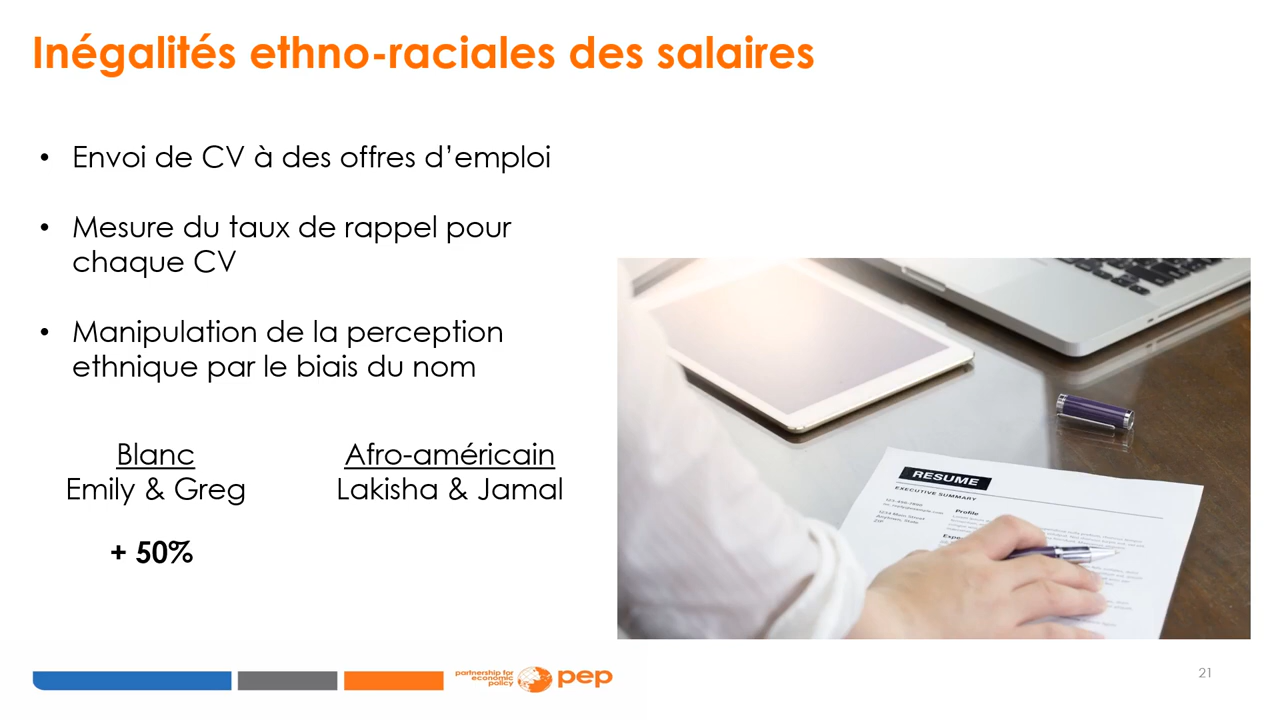 Inégalités ethno-raciales des salaires
• Envoi de CV à des offres d’emploi
• Mesure du taux de rappel pour
chaque CV
• Manipulation de la perception
ethnique par le biais du nom
Blanc
Emily & Greg
+ 50%
Afro-américain
Lakisha & Jamal
RESUME
EXECUTIVE SUMMARY
Profile
partnership for
economic
policy
pep
21